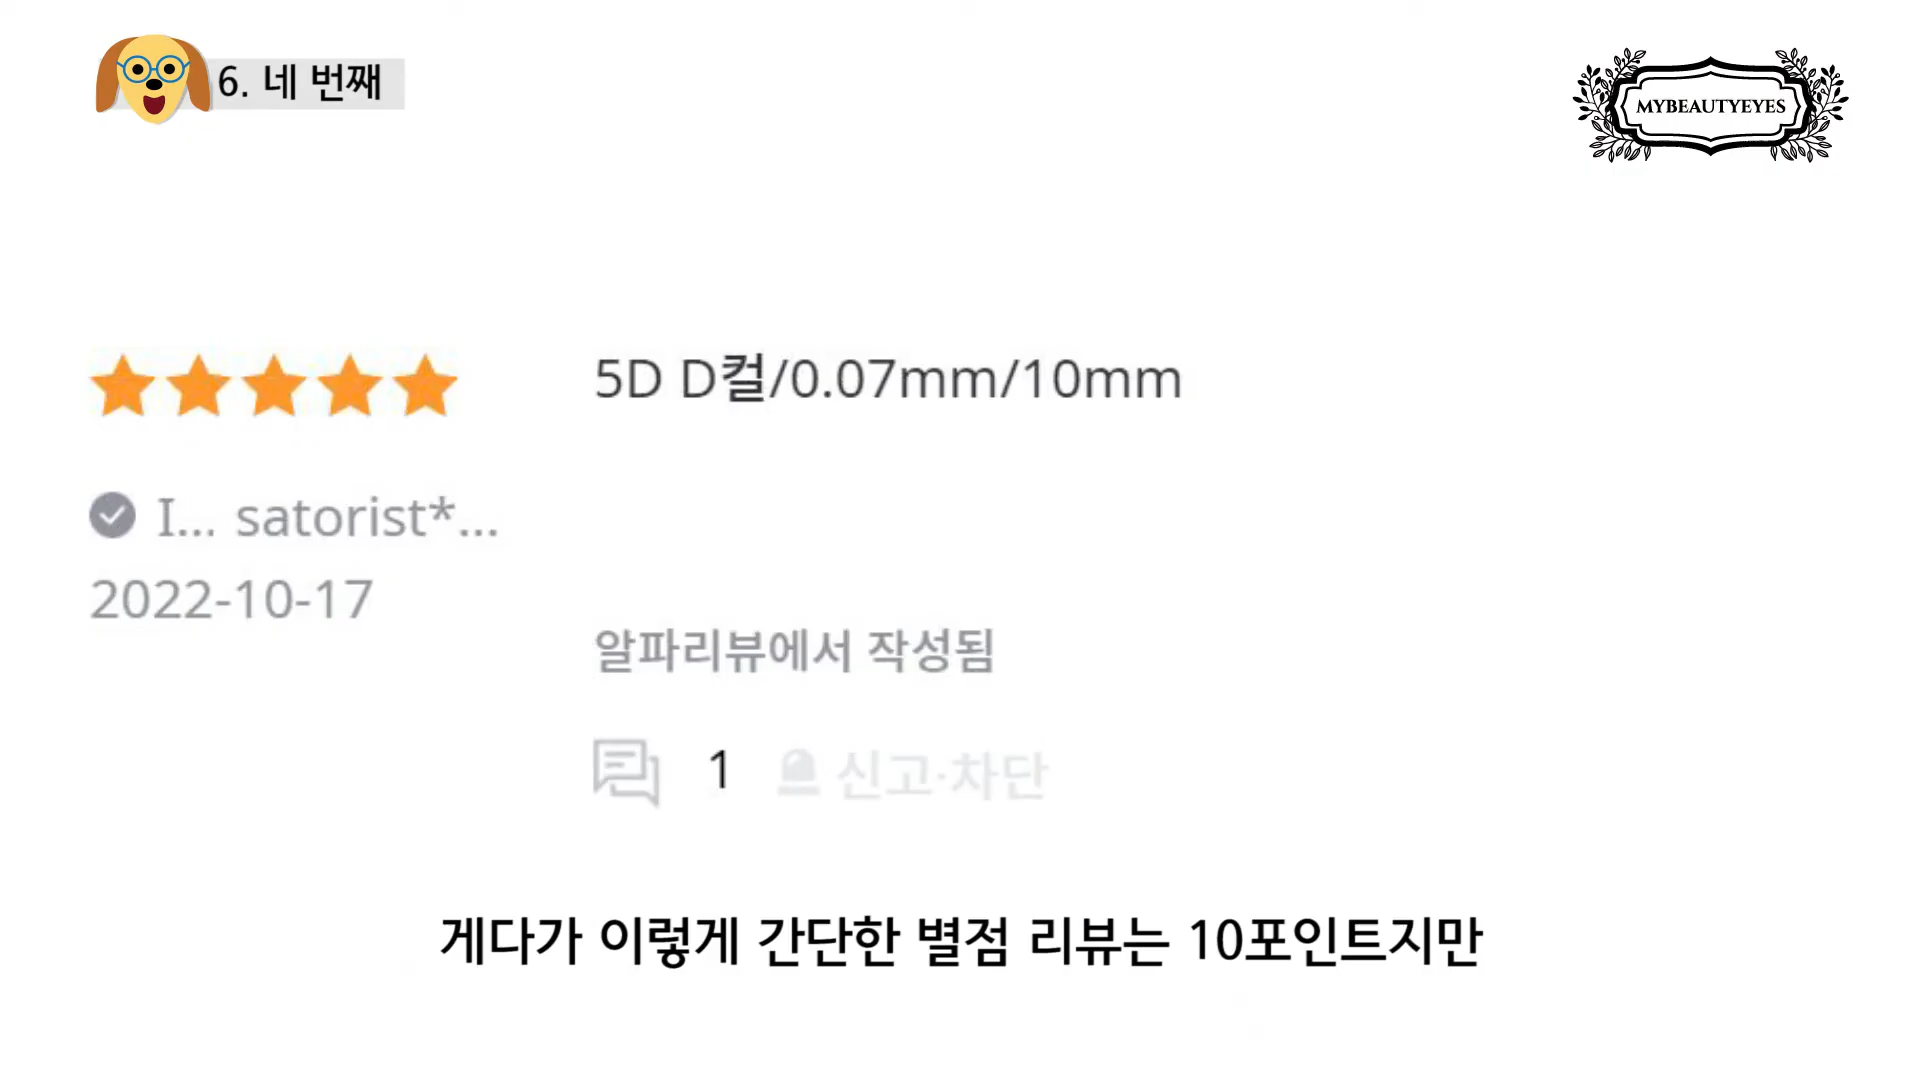 6. 네 번째
MYBEAUTYEYES
5D D컬/0.07mm/10mm
I... satorist*...
2022-10-17
알파리뷰에서 작성됨
1 신고·차단
게다가 이렇게 간단한 별점 리뷰는 10포인트지만